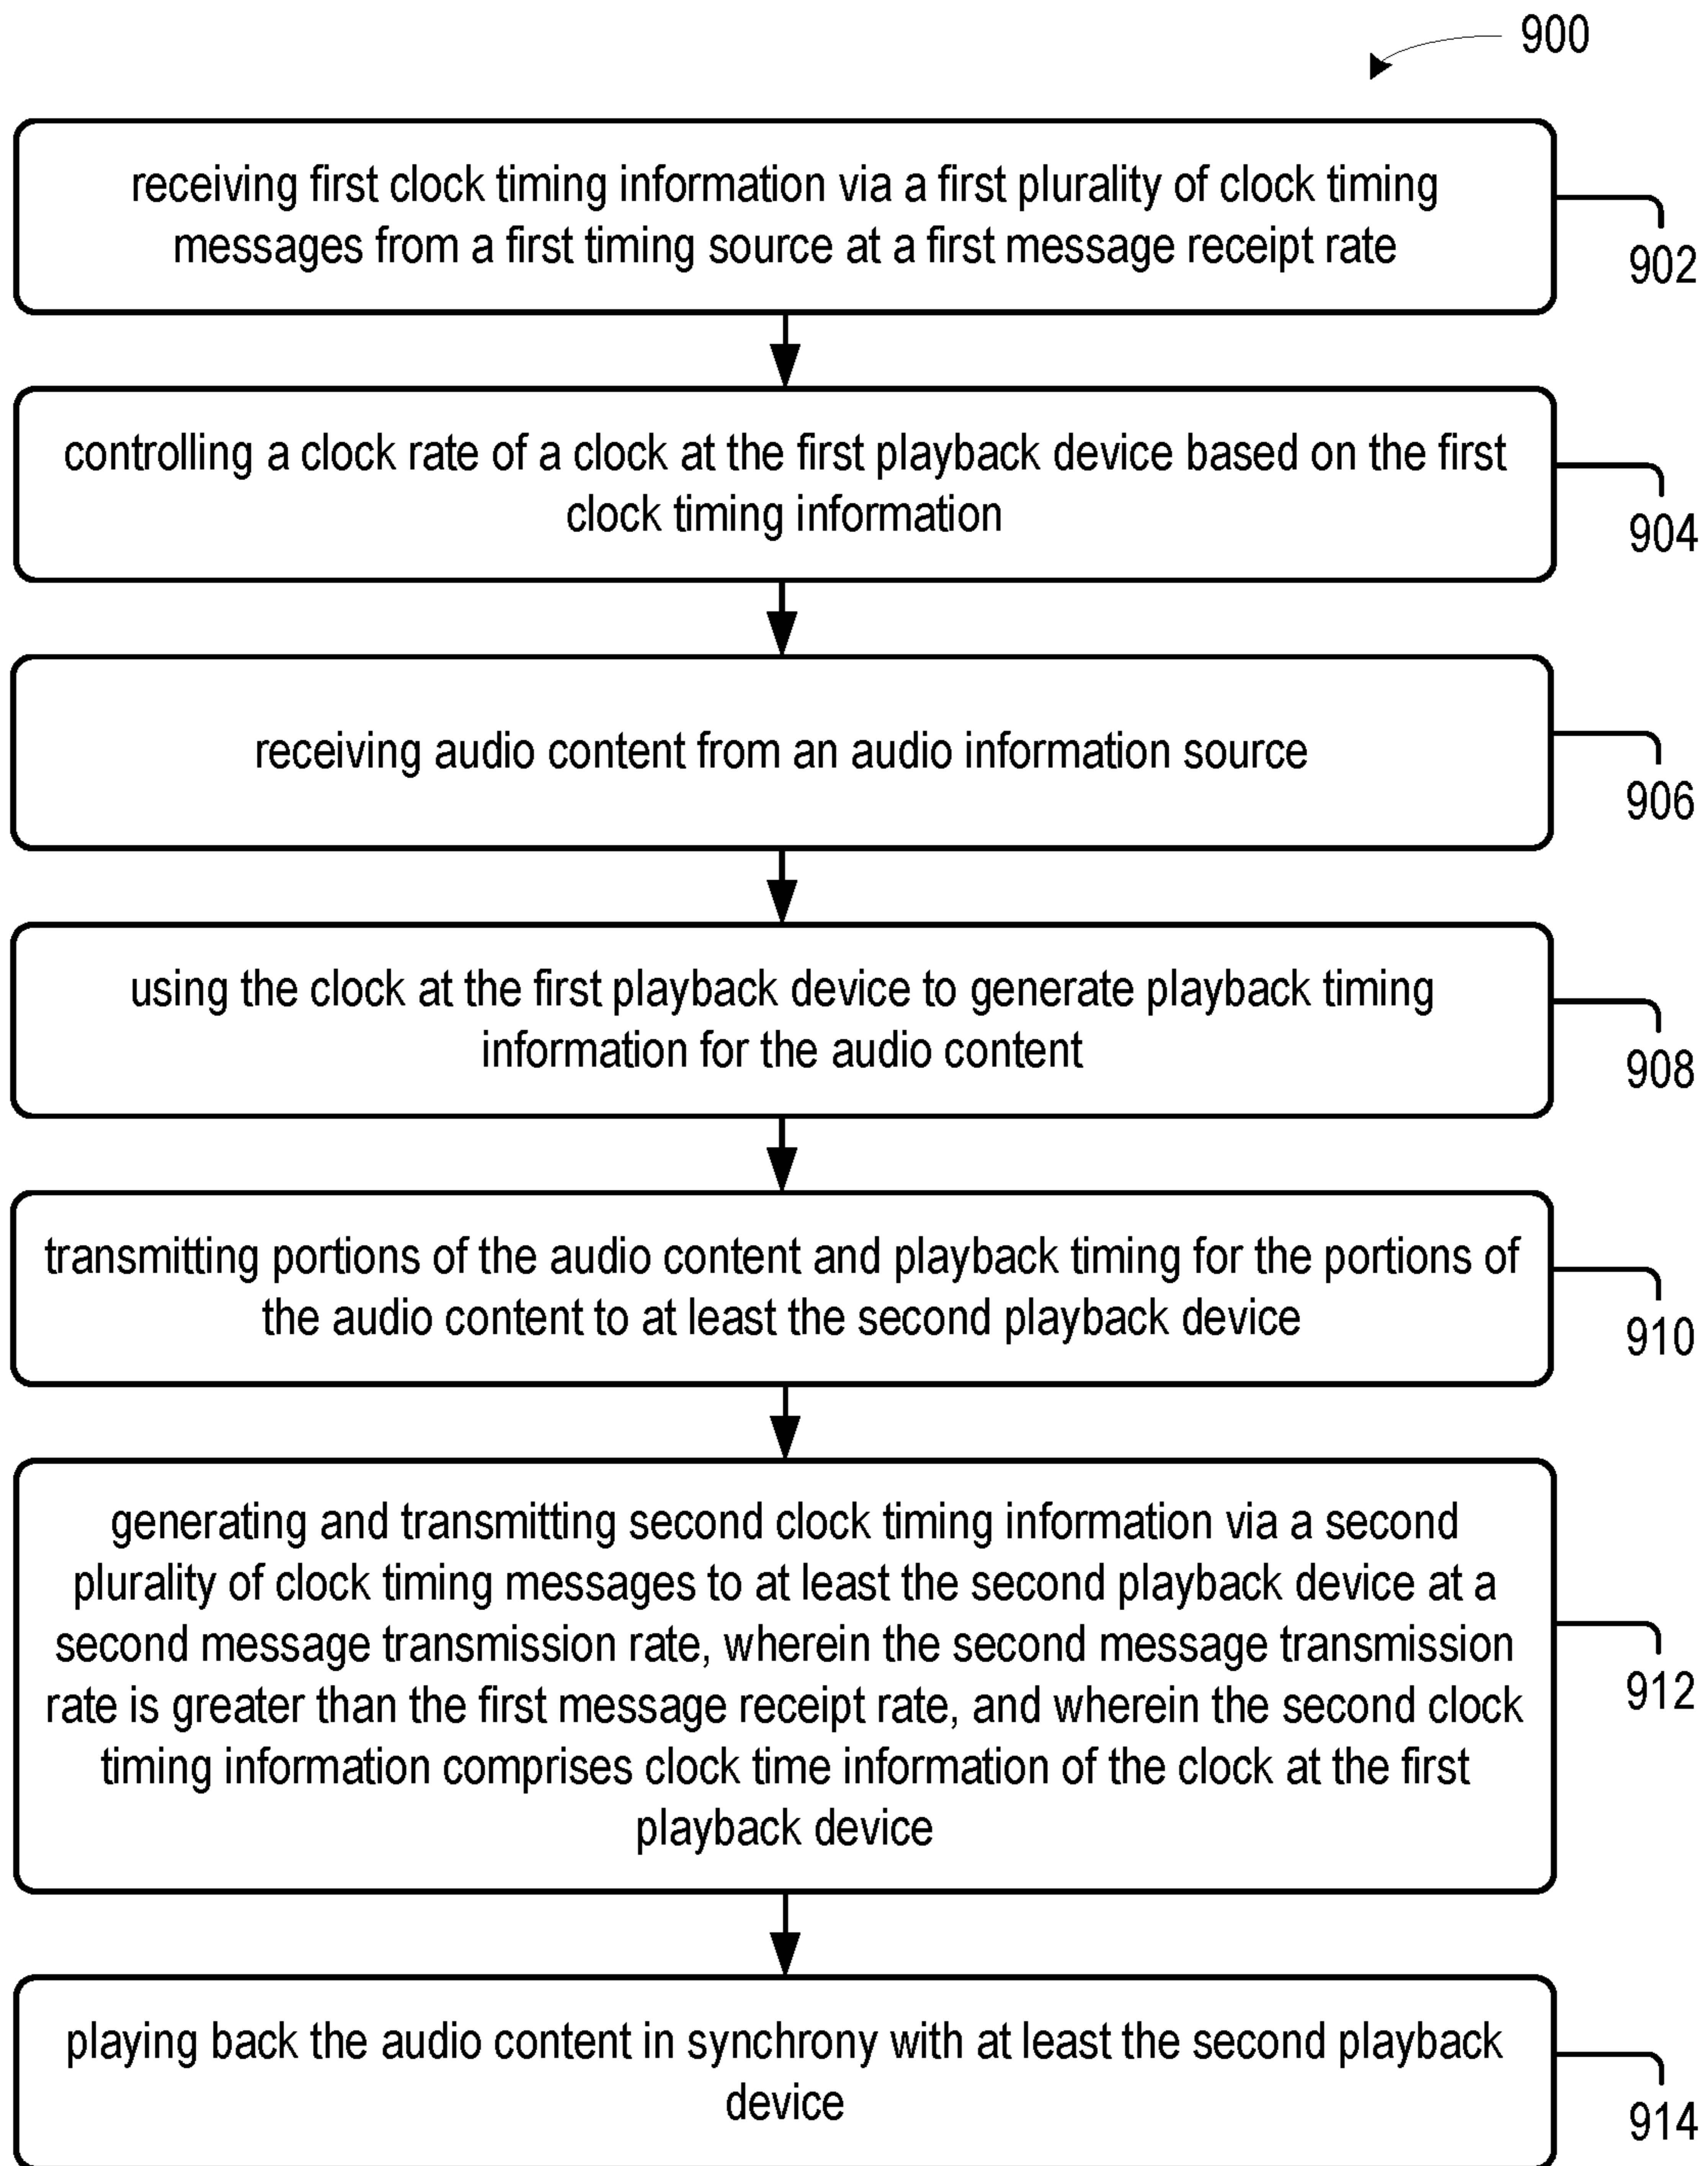 900
receiving first clock timing information via a first plurality of clock timing
messages from a first timing source at a first message receipt rate
902
controlling a clock rate of a clock at the first playback device based on the first
clock timing information
904
receiving audio content from an audio information source
906
using the clock at the first playback device to generate playback timing
information for the audio content
908
transmitting portions of the audio content and playback timing for the portions of
the audio content to at least the second playback device
910
generating and transmitting second clock timing information via a second
plurality of clock timing messages to at least the second playback device at a
second message transmission rate, wherein the second message transmission
rate is greater than the first message receipt rate, and wherein the second clock
timing information comprises clock time information of the clock at the first
playback device
912
playing back the audio content in synchrony with at least the second playback
device
914